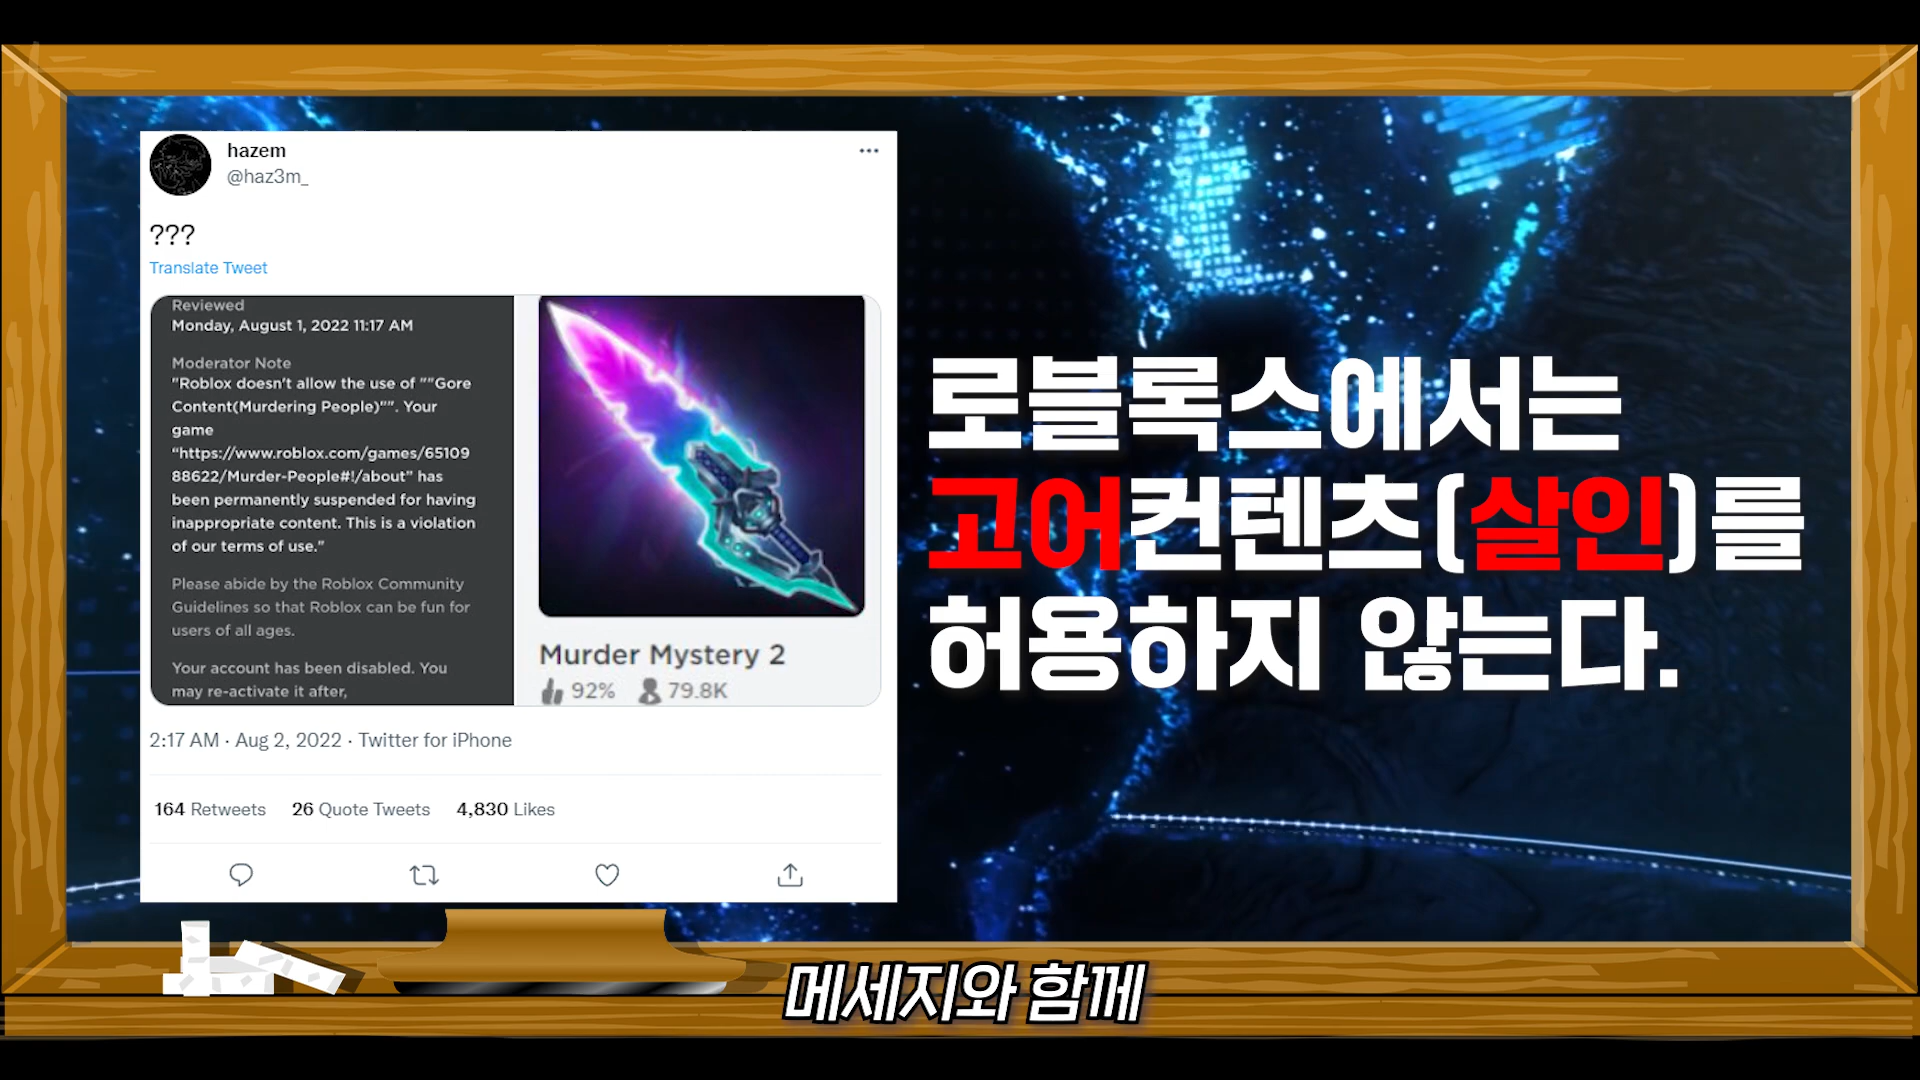 hazem
@haz3m_
???
Translate Tweet
Reviewed
Monday, August 1, 2022 11:17 AM
Moderator Note
"Roblox doesn't allow the use of ""Gore
Content(Murdering People)"". Your
game
“https://www.roblox.com/games/65109
88622/Murder-People#!/about” has
been permanently suspended for having
inappropriate content. This is a violation
of our terms of use."
Please abide by the Roblox Community
Guidelines so that Roblox can be fun for
users of all ages.
Your account has been disabled. You
may re-activate it after,
Murder Mystery 2
92% 79.8K
2:17 AM · Aug 2, 2022 · Twitter for iPhone
164 Retweets 26 Quote Tweets 4,830 Likes
로블록스에서는
고어컨텐츠(살인)를
허용하지 않는다.
메세지와 함께